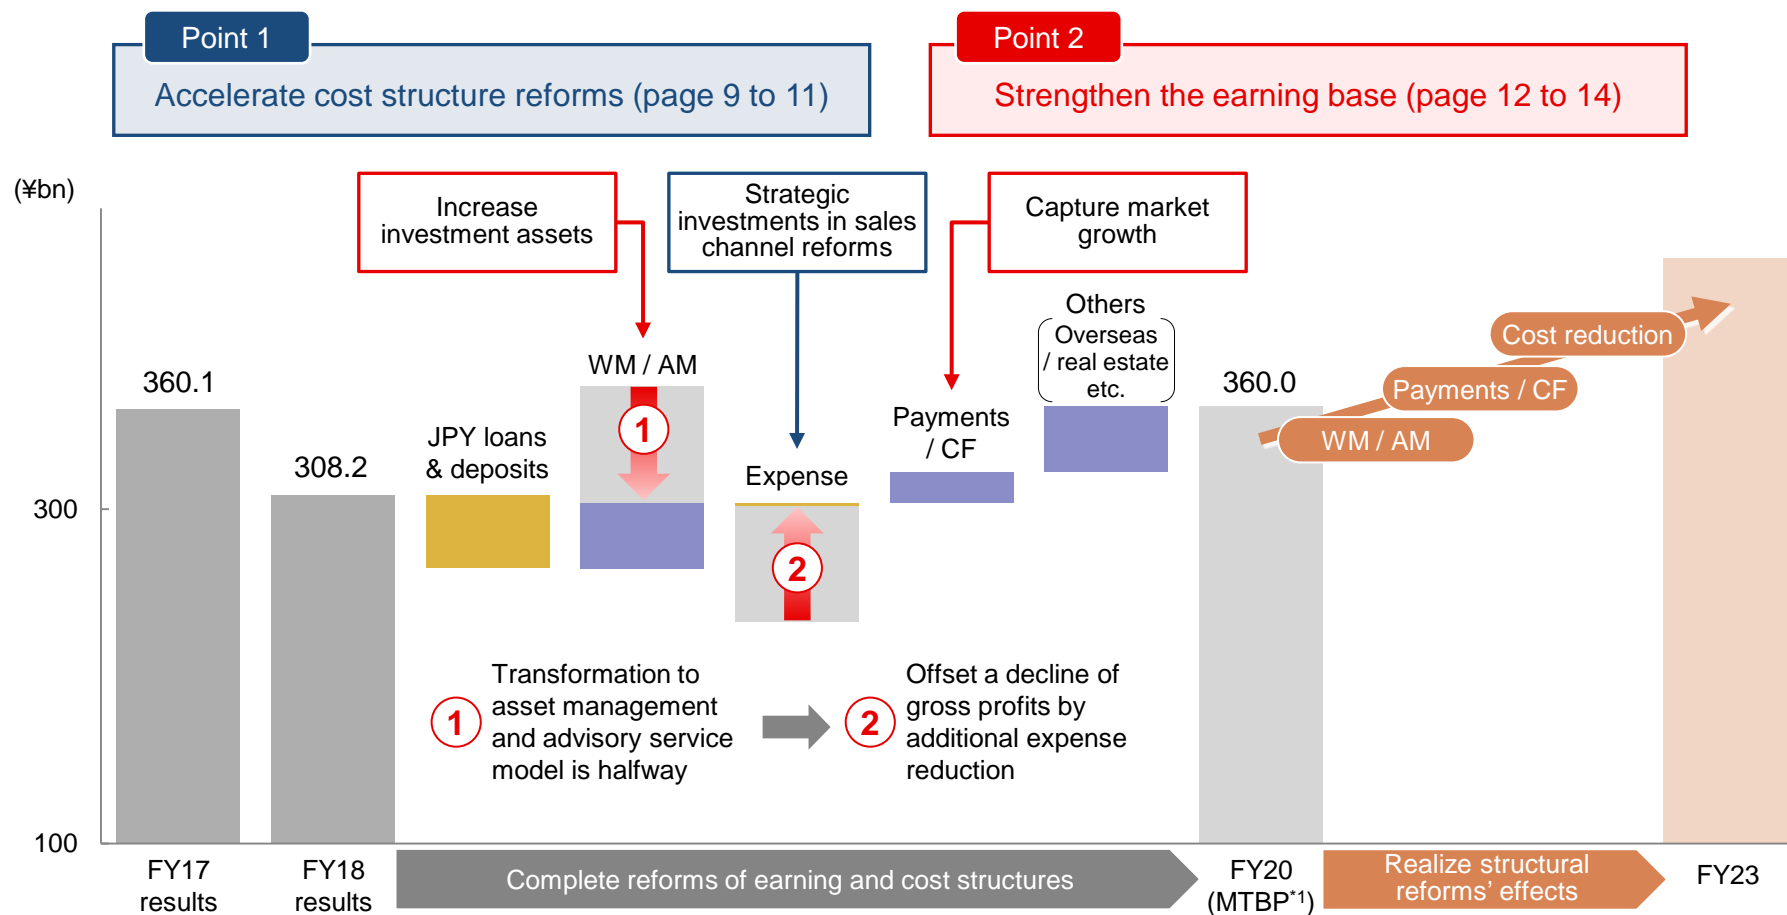 Point 1
Accelerate cost structure reforms (page 9 to 11)
Point 2
Strengthen the earning base (page 12 to 14)
(¥bn)
Increase
investment assets
Strategic
investments in sales
channel reforms
Capture market
growth
360.1
308.2
JPY loans
& deposits
WM / AM
1
Expense
2
Payments
/ CF
Others
Overseas
/ real estate
etc.
360.0
WM / AM
Payments / CF
Cost reduction
300
100
1
Transformation to
asset management
and advisory service
model is halfway
2
Offset a decline of
gross profits by
additional expense
reduction
FY17
results
FY18
results
Complete reforms of earning and cost structures
FY20
(MTBP*1)
Realize structural
reforms’ effects
FY23